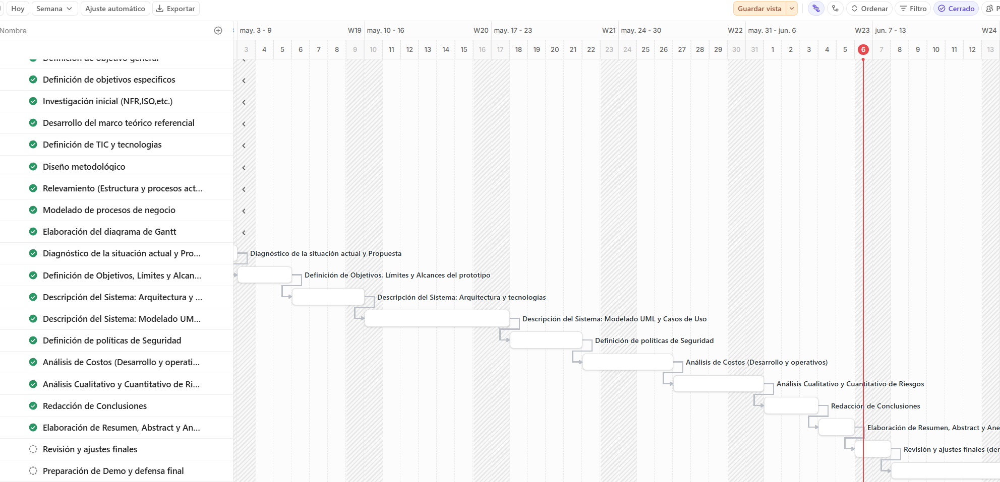 Hoy Semana Ajuste automático Exportar Guardar vista Ordenar Filtro Cerrado
Nombre may. 3 - 9 W19 may. 10 - 16 W20 may. 17 - 23 W21 may. 24 - 30 W22 may. 31 - jun. 6 W23 jun. 7 - 13 W24
3 4 5 6 7 8 9 10 11 12 13 14 15 16 17 18 19 20 21 22 23 24 25 26 27 28 29 30 31 1 2 3 4 5 6 7 8 9 10 11 12 13
Definición de objetivo general
Definición de objetivos especificos
Investigación inicial (NFR,ISO,etc.)
Desarrollo del marco teórico referencial
Definición de TIC y tecnologias
Diseño metodológico
Relevamiento (Estructura y procesos act...
Modelado de procesos de negocio
Elaboración del diagrama de Gantt
Diagnóstico de la situación actual y Pro... Diagnóstico de la situación actual y Propuesta
Definición de Objetivos, Límites y Alcan... Definición de Objetivos, Límites y Alcances del prototipo
Descripción del Sistema: Arquitectura y ... Descripción del Sistema: Arquitectura y tecnologías
Descripción del Sistema: Modelado UM... Descripción del Sistema: Modelado UML y Casos de Uso
Definición de políticas de Seguridad Definición de políticas de Seguridad
Análisis de Costos (Desarrollo y operati... Análisis de Costos (Desarrollo y operativos)
Análisis Cualitativo y Cuantitativo de Ri... Análisis Cualitativo y Cuantitativo de Riesgos
Redacción de Conclusiones Redacción de Conclusiones
Elaboración de Resumen, Abstract y An... Elaboración de Resumen, Abstract y Ane
Revisión y ajustes finales Revisión y ajustes finales (der
Preparación de Demo y defensa final